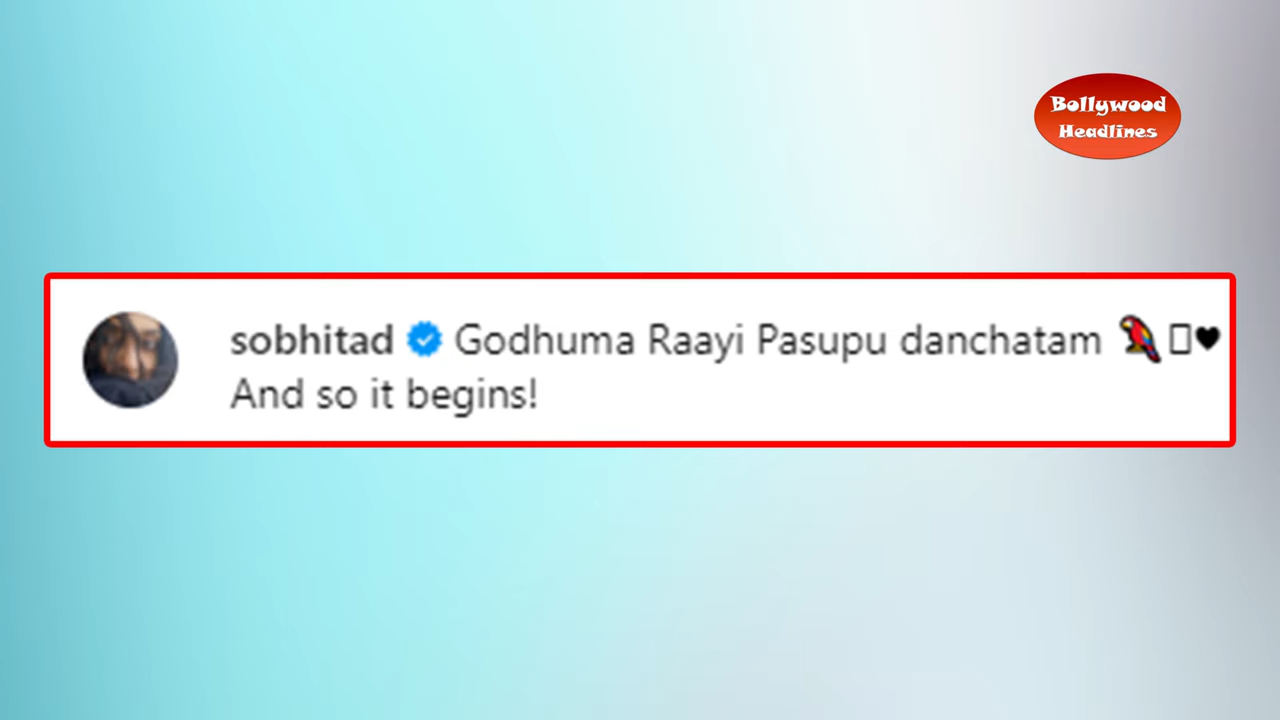 Bollywood
Headlines
sobhitad Godhuma Raayi Pasupu danchatam 🦜▯♥
And so it begins!